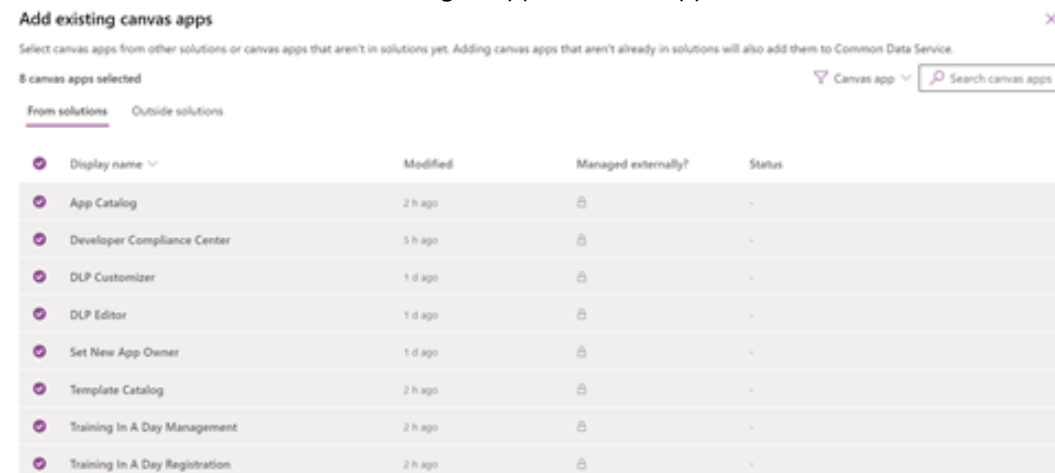 Add existing canvas apps
Select canvas apps from other solutions or canvas apps that aren't in solutions yet. Adding canvas apps that aren't already in solutions will also add them to Common Data Service.
8 canvas apps selected
Canvas app
Search canvas apps
From solutions Outside solutions
Display name Modified Managed externally? Status
App Catalog 2 h ago -
Developer Compliance Center 5 h ago -
DLP Customizer 1 d ago -
DLP Editor 1 d ago -
Set New App Owner 1 d ago -
Template Catalog 2 h ago -
Training In A Day Management 2 h ago -
Training In A Day Registration 2 h ago -